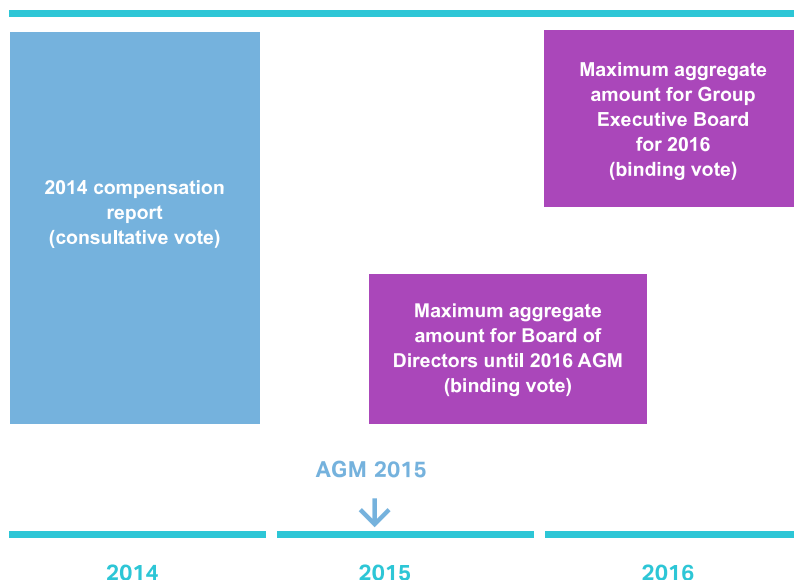 2014 compensation
report
(consultative vote)
Maximum aggregate
amount for Group
Executive Board
for 2016
(binding vote)
Maximum aggregate
amount for Board of
Directors until 2016 AGM
(binding vote)
AGM 2015
2014
2015
2016